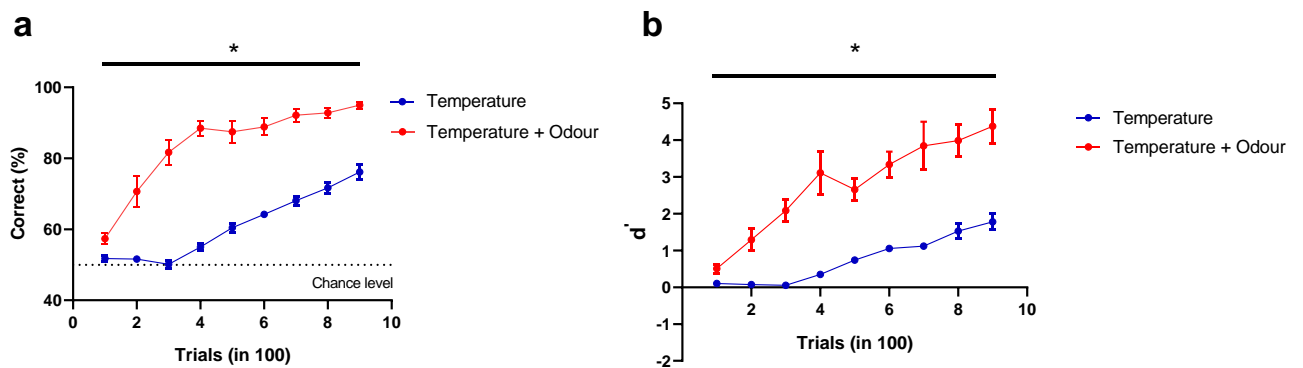 a
*
100
80
60
40
Correct (%)
Chance level
0
2
4
6
8
10
Trials (in 100)
Temperature
Temperature + Odour
b
*
5
4
3
2
1
0
-1
-2
d'
2
4
6
8
10
Trials (in 100)
Temperature
Temperature + Odour